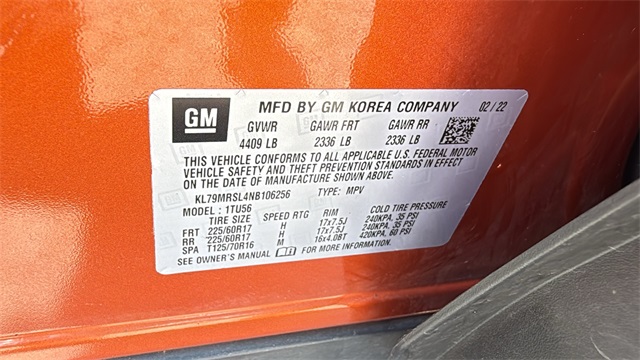 GM MFD BY GM KOREA COMPANY 02/22
GVWR GAWR FRT GAWR RR
4409 LB 2336 LB 2336 LB
THIS VEHICLE CONFORMS TO ALL APPLICABLE U.S. FEDERAL MOTOR
VEHICLE SAFETY AND THEFT PREVENTION STANDARDS IN EFFECT ON
THE DATE OF MANUFACTURE SHOWN ABOVE.
KL79MRSL4NB106256 TYPE: MPV
MODEL: 1TU56
TIRE SIZE SPEED RTG RIM COLD TIRE PRESSURE
FRT 225/60R17 H 17x7.5J 240KPA, 35 PSI
RR 225/60R17 H 17x7.5J 240KPA, 35 PSI
SPA T125/70R16 M 16x4.0BT 420KPA, 60 PSI
SEE OWNER'S MANUAL FOR MORE INFORMATION.